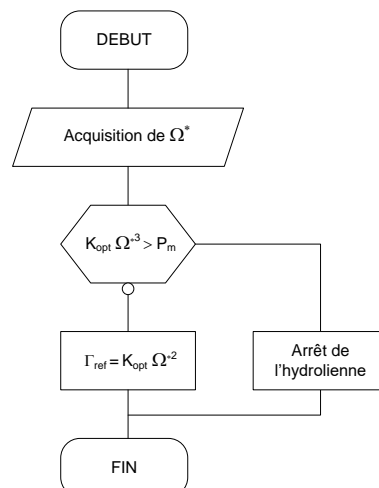 DEBUT
Acquisition de Ω*
K_opt Ω*³ > P_m
Γ_ref = K_opt Ω*²
Arrêt de
l'hydrolienne
FIN